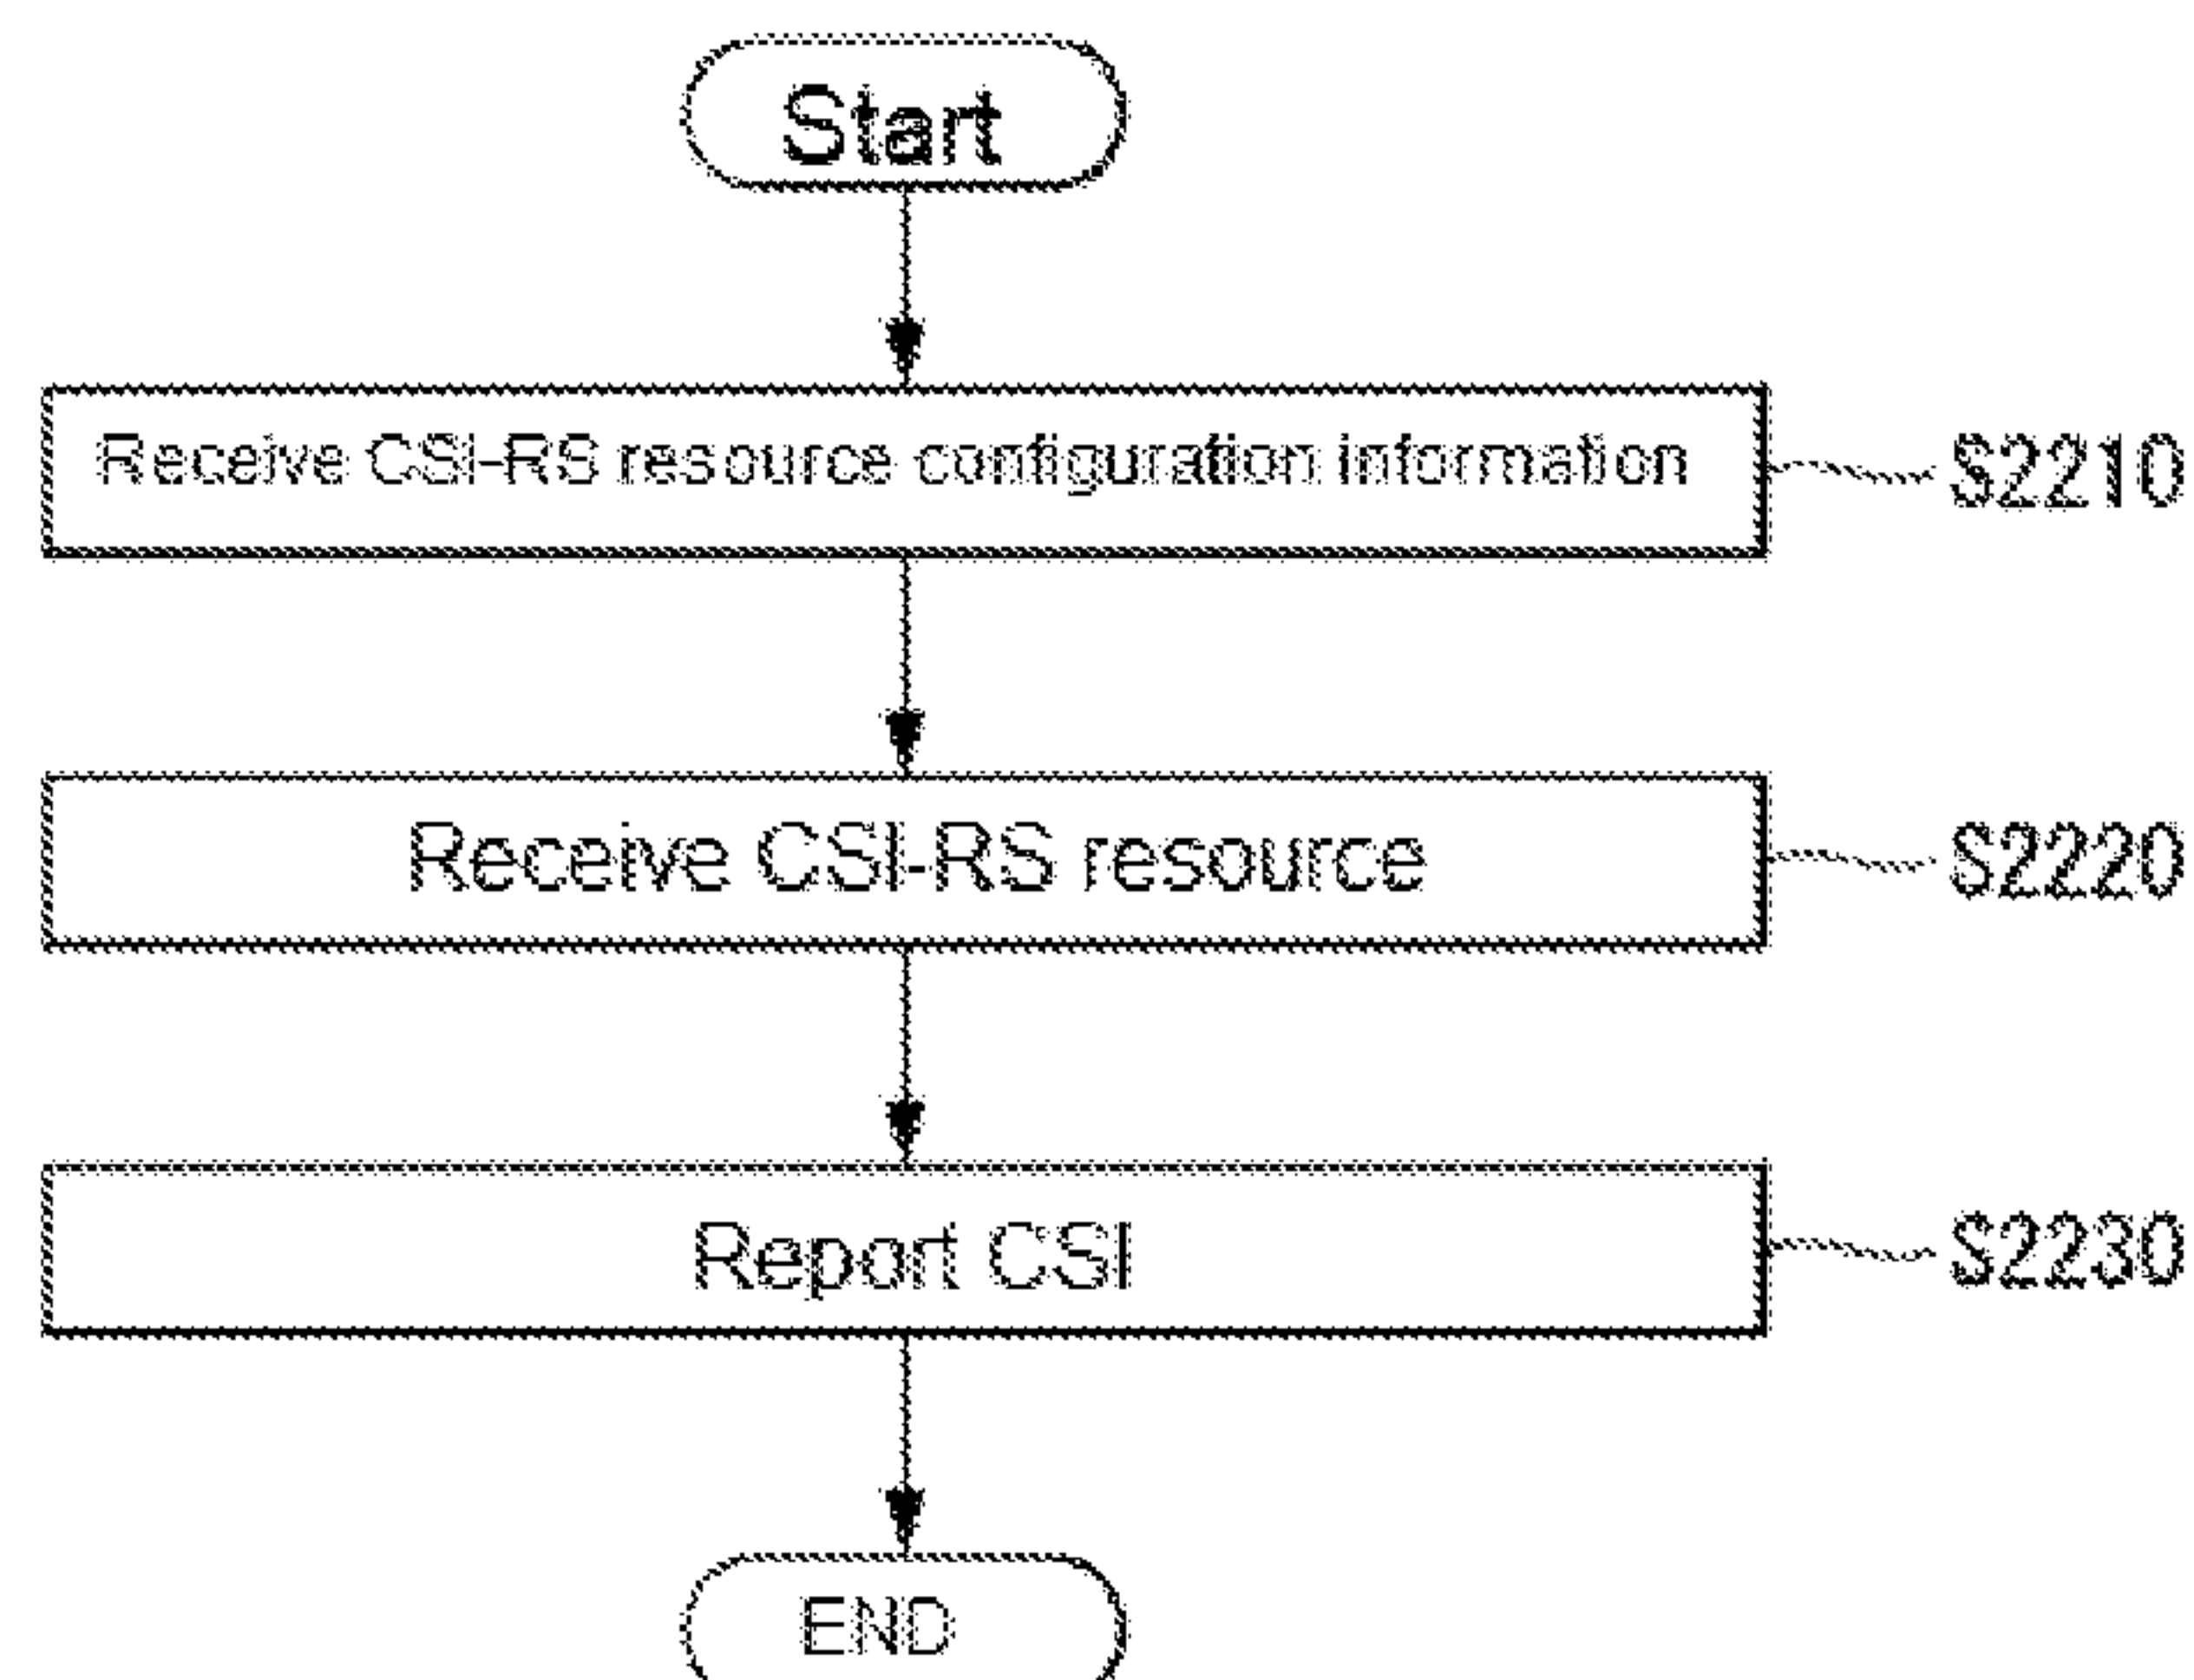 Start
Receive CSI-RS resource configuration information
S2210
Receive CSI-RS resource
S2220
Report CSI
S2230
END